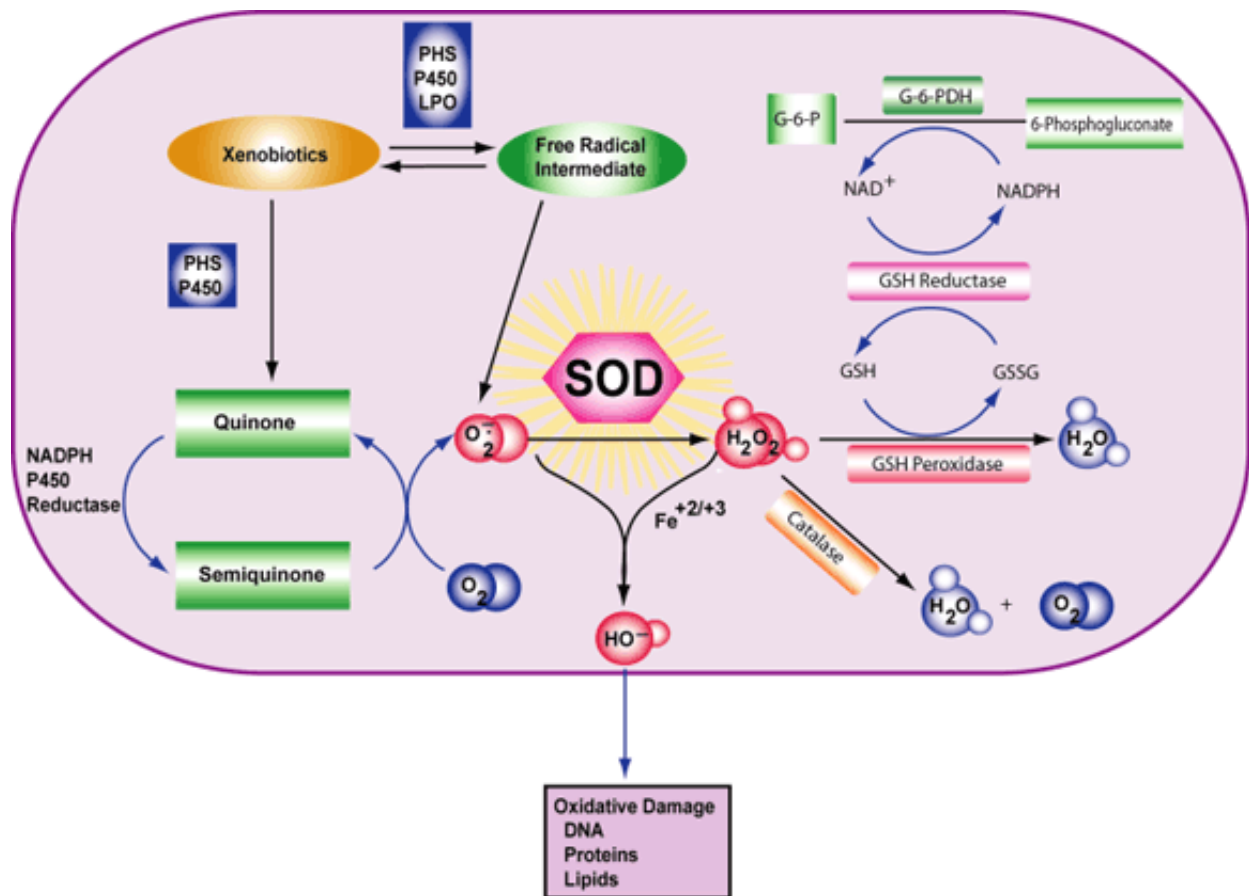 PHS
P450
LPO
Xenobiotics
Free Radical
Intermediate
G-6-P
G-6-PDH
6-Phosphogluconate
NAD+
NADPH
GSH Reductase
PHS
P450
GSH
GSSG
SOD
Quinone
O2-
H2O2
H2O
GSH Peroxidase
NADPH
P450
Reductase
Fe+2/+3
Catalase
Semiquinone
O2
H2O + O2
HO–
Oxidative Damage
DNA
Proteins
Lipids